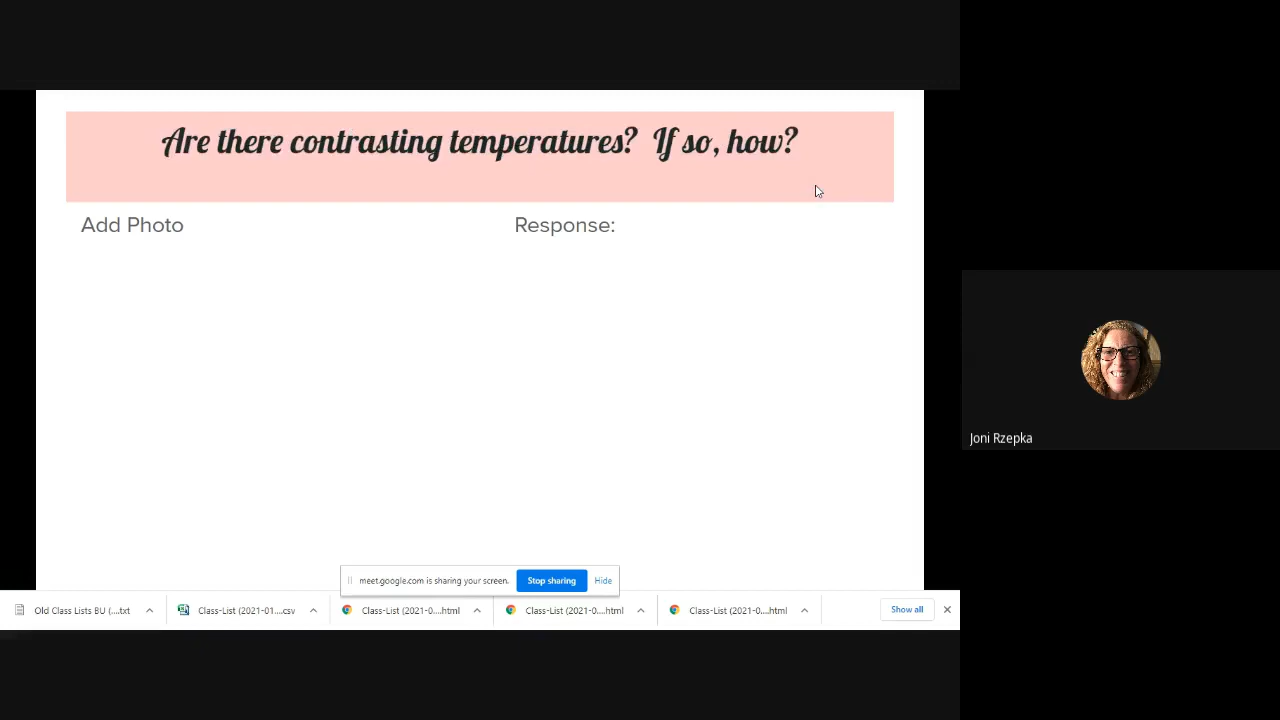 Are there contrasting temperatures? If so, how?
Add Photo
Response:
Joni Rzepka
meet.google.com is sharing your screen.
Stop sharing
Hide
Old Class Lists BU (....txt
Class-List (2021-01....csv
Class-List (2021-0....html
Class-List (2021-0....html
Class-List (2021-0....html
Show all